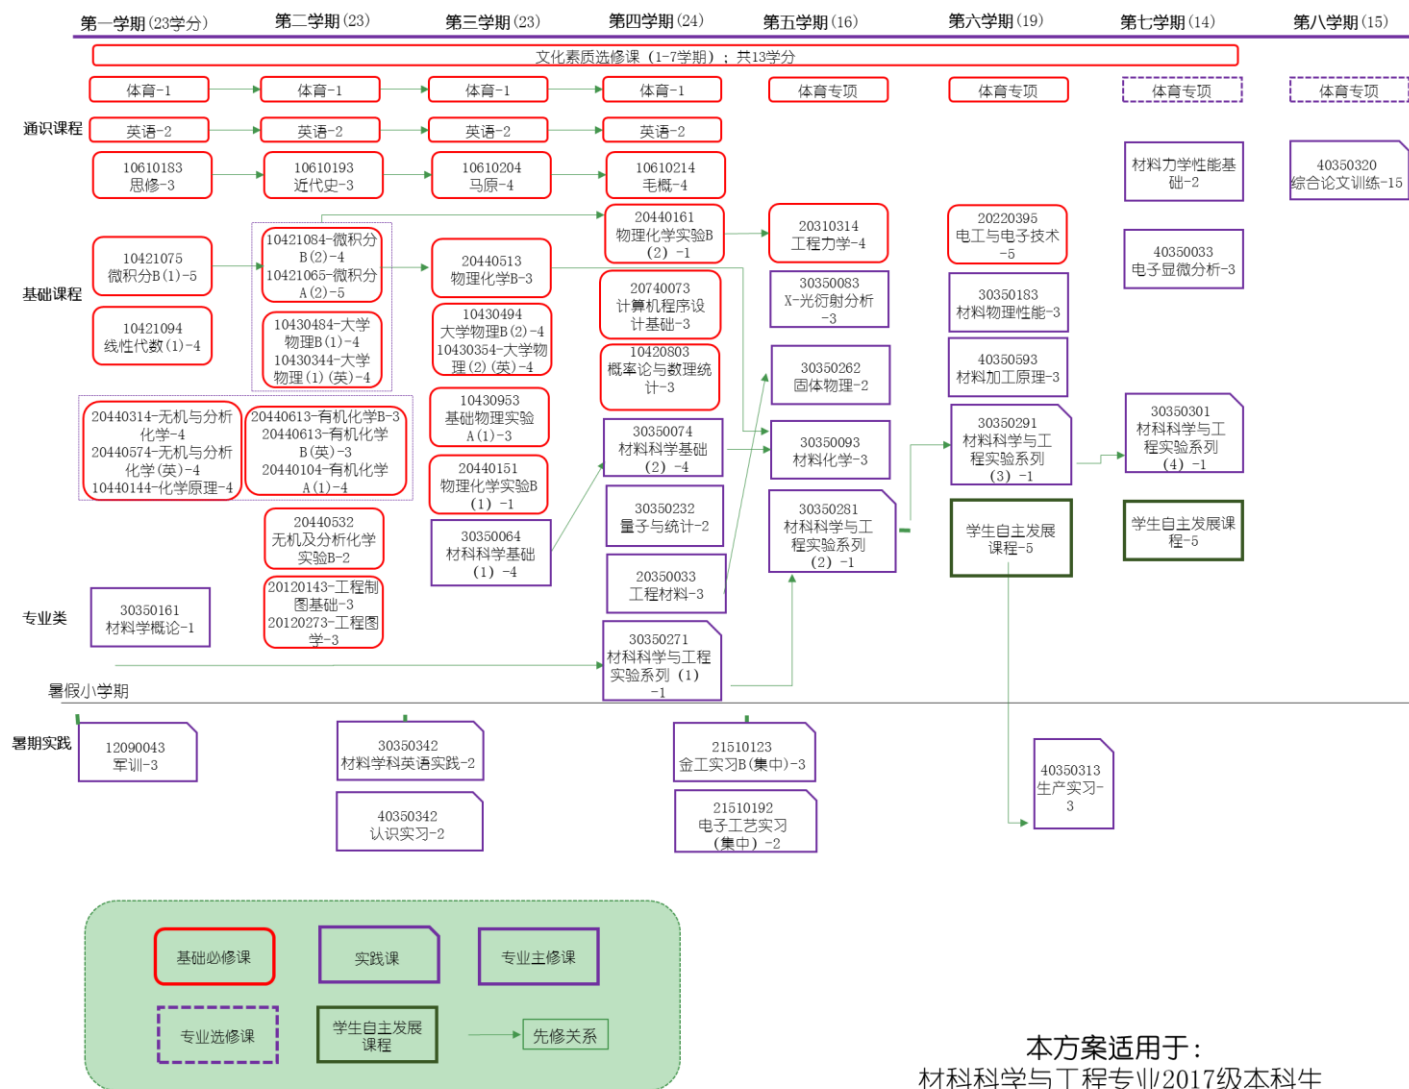 第一学期(23学分)
第二学期(23)
第三学期(23)
第四学期(24)
第五学期(16)
第六学期(19)
第七学期(14)
第八学期(15)
文化素质选修课 (1-7学期) ; 共13学分
体育-1
体育-1
体育-1
体育-1
体育专项
体育专项
体育专项
体育专项
通识课程
英语-2
英语-2
英语-2
英语-2
10610183
思修-3
10610193
近代史-3
10610204
马原-4
10610214
毛概-4
材料力学性能基
础-2
40350320
综合论文训练-15
基础课程
10421075
微积分B(1)-5
10421084-微积分
B(2)-4
10421065-微积分
A(2)-5
20440513
物理化学B-3
20440161
物理化学实验B
(2) -1
20310314
工程力学-4
20220395
电工与电子技术
-5
40350033
电子显微分析-3
10421094
线性代数(1)-4
10430484-大学
物理B(1)-4
10430344-大学
物理(1)(英)-4
10430494
大学物理B(2)-4
10430354-大学物
理(2)(英)-4
20740073
计算机程序设
计基础-3
30350083
X-光衍射分析
-3
30350183
材料物理性能-3
10420803
概率论与数理统
计-3
30350262
固体物理-2
40350593
材料加工原理-3
20440314-无机与分析
化学-4
20440574-无机与分析
化学(英)-4
10440144-化学原理-4
20440613-有机化学B-3
20440613-有机化学
B(英)-3
20440104-有机化学
A(1)-4
10430953
基础物理实验
A(1)-3
20440151
物理化学实验B
(1) -1
30350074
材料科学基础
(2) -4
30350093
材料化学-3
30350291
材料科学与工
程实验系列
(3) -1
30350301
材料科学与工
程实验系列
(4) -1
20440532
无机及分析化学
实验B-2
30350064
材料科学基础
(1) -4
30350232
量子与统计-2
30350281
材料科学与工
程实验系列
(2) -1
学生自主发展
课程-5
学生自主发展课
程-5
专业类
30350161
材料学概论-1
20120143-工程制
图基础-3
20120273-工程图
学-3
20350033
工程材料-3
30350271
材料科学与工程
实验系列 (1)
-1
暑假小学期
暑期实践
12090043
军训-3
30350342
材料学科英语实践-2
21510123
金工实习B(集中)-3
40350313
生产实习-
3
40350342
认识实习-2
21510192
电子工艺实习
(集中) -2
基础必修课
实践课
专业主修课
专业选修课
学生自主发展
课程
先修关系
本方案适用于:
材料科学与工程专业2017级本科生